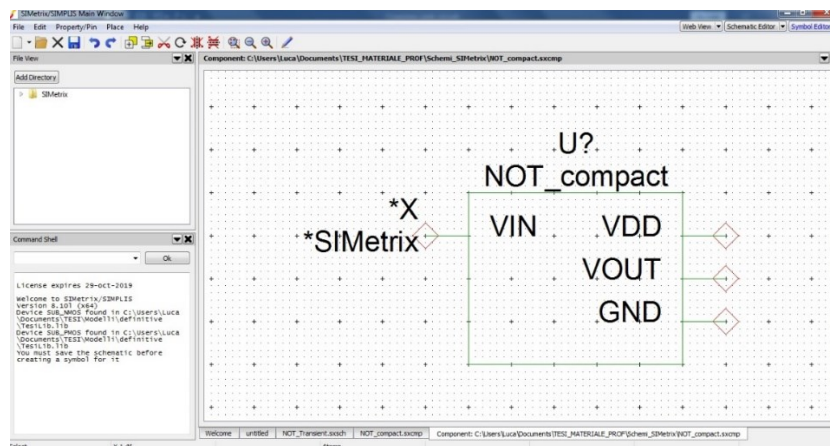 SIMetrix/SIMPLIS Main Window
File Edit Property/Pin Place Help
Web View Schematic Editor Symbol Editor
File View
Component: C:\Users\Luca\Documents\TESI_MATERIALE_PROF\Schemi_SIMetrix\NOT_compact.sxcmp
Add Directory
SIMetrix
U?
NOT_compact
*X
*SIMetrix
VIN
VDD
VOUT
GND
Command Shell
Ok
License expires 29-oct-2019
Welcome to SIMetrix/SIMPLIS
Version 8.10l (x64)
Device SUB_NMOS found in C:\Users\Luca
\Documents\TESI\Modelli\definitive
\TesiLib.lib
Device SUB_PMOS found in C:\Users\Luca
\Documents\TESI\Modelli\definitive
\TesiLib.lib
You must save the schematic before
creating a symbol for it
Welcome untitled NOT_Transient.sxsch NOT_compact.sxcmp Component: C:\Users\Luca\Documents\TESI_MATERIALE_PROF\Schemi_SIMetrix\NOT_compact.sxcmp